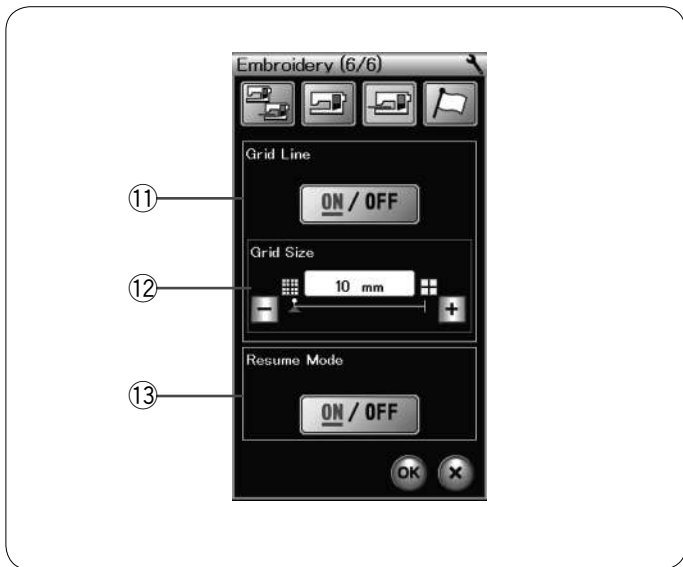 Embroidery (6/6)
Grid Line
⑪
ON / OFF
Grid Size
⑫
10 mm
- +
Resume Mode
⑬
ON / OFF
OK ×